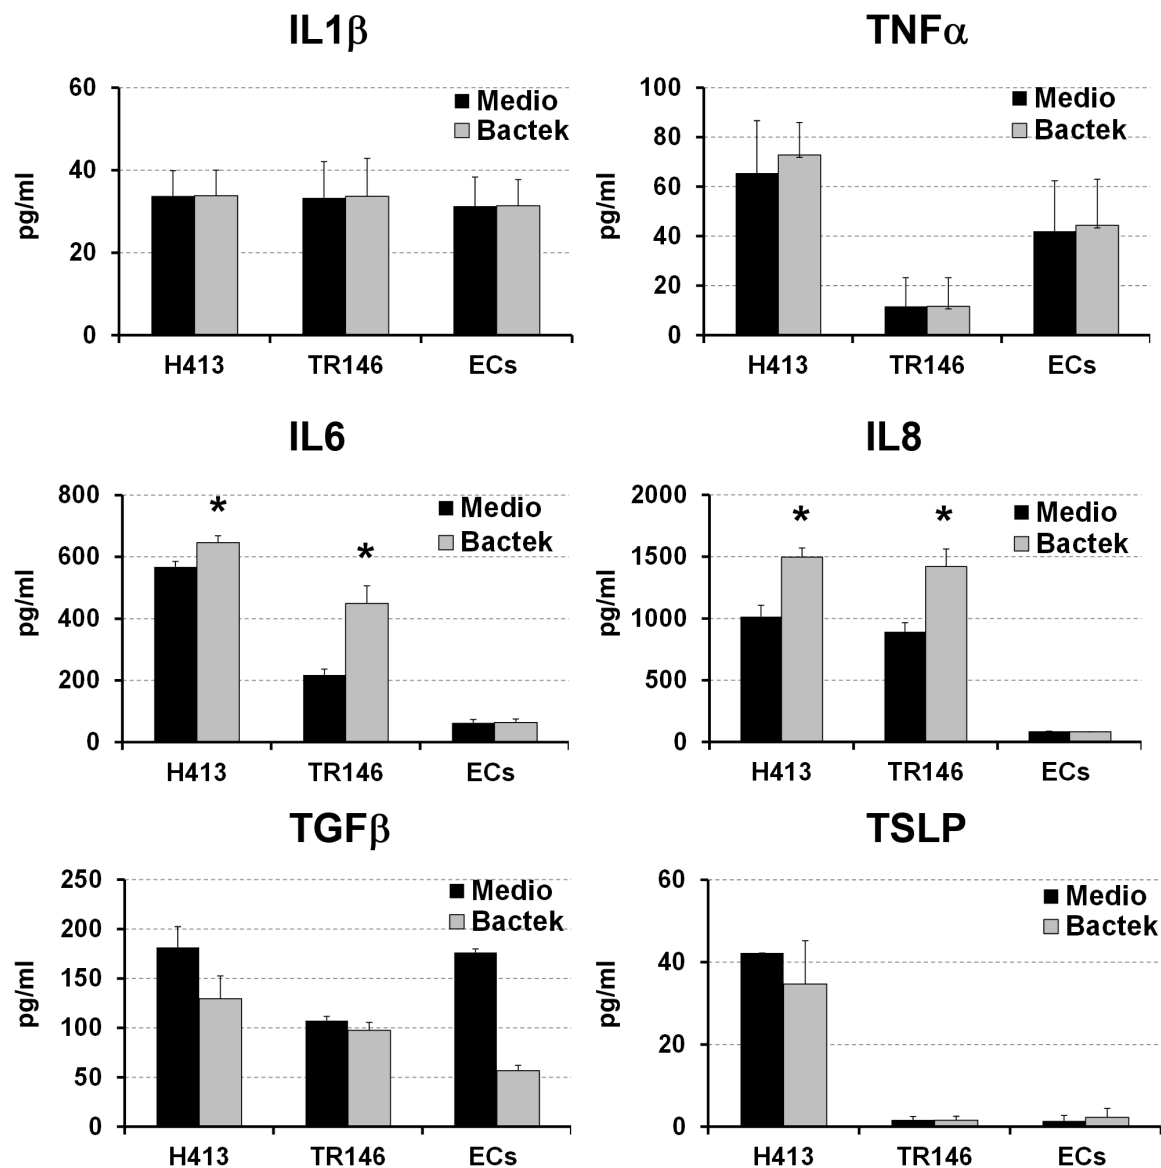 IL1β
60
40
20
0
pg/ml
Medio
Bactek
H413 TR146 ECs
TNFα
100
80
60
40
20
0
pg/ml
Medio
Bactek
H413 TR146 ECs
IL6
800
600
400
200
0
pg/ml
Medio
Bactek
* *
H413 TR146 ECs
IL8
2000
1500
1000
500
0
pg/ml
Medio
Bactek
* *
H413 TR146 ECs
TGFβ
250
200
150
100
50
0
pg/ml
Medio
Bactek
H413 TR146 ECs
TSLP
60
40
20
0
pg/ml
Medio
Bactek
H413 TR146 ECs